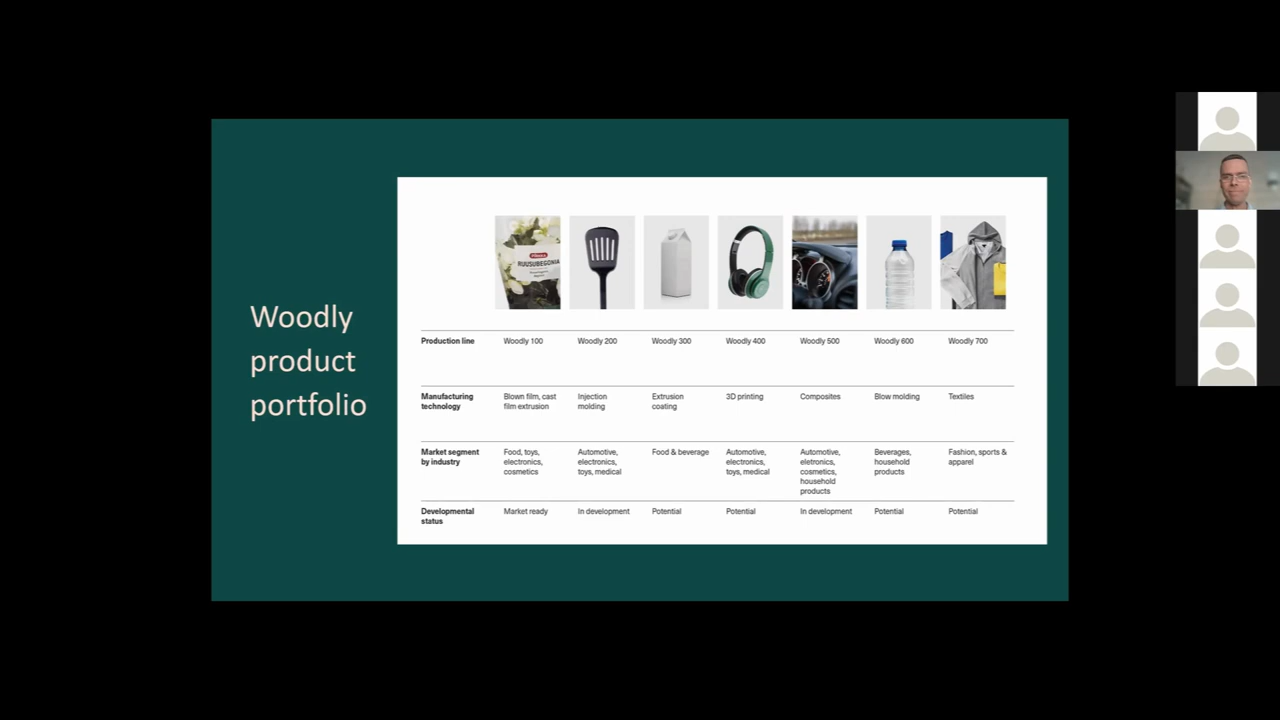 Woodly
product
portfolio
PIRKKA
RUUSUBEGONIA
Production line
Woodly 100
Woodly 200
Woodly 300
Woodly 400
Woodly 500
Woodly 600
Woodly 700
Manufacturing
technology
Blown film, cast
film extrusion
Injection
molding
Extrusion
coating
3D printing
Composites
Blow molding
Textiles
Market segment
by industry
Food, toys,
electronics,
cosmetics
Automotive,
electronics,
toys, medical
Food & beverage
Automotive,
electronics,
toys, medical
Automotive,
eletronics,
cosmetics,
household
products
Beverages,
household
products
Fashion, sports &
apparel
Developmental
status
Market ready
In development
Potential
Potential
In development
Potential
Potential